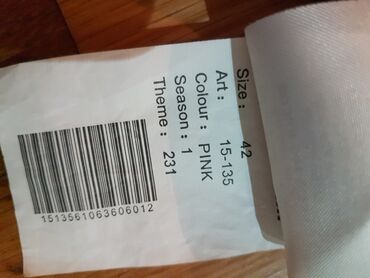 Size: 42
Art: 15-135
Colour: PINK
Season: 1
Theme: 231
1513561063606012